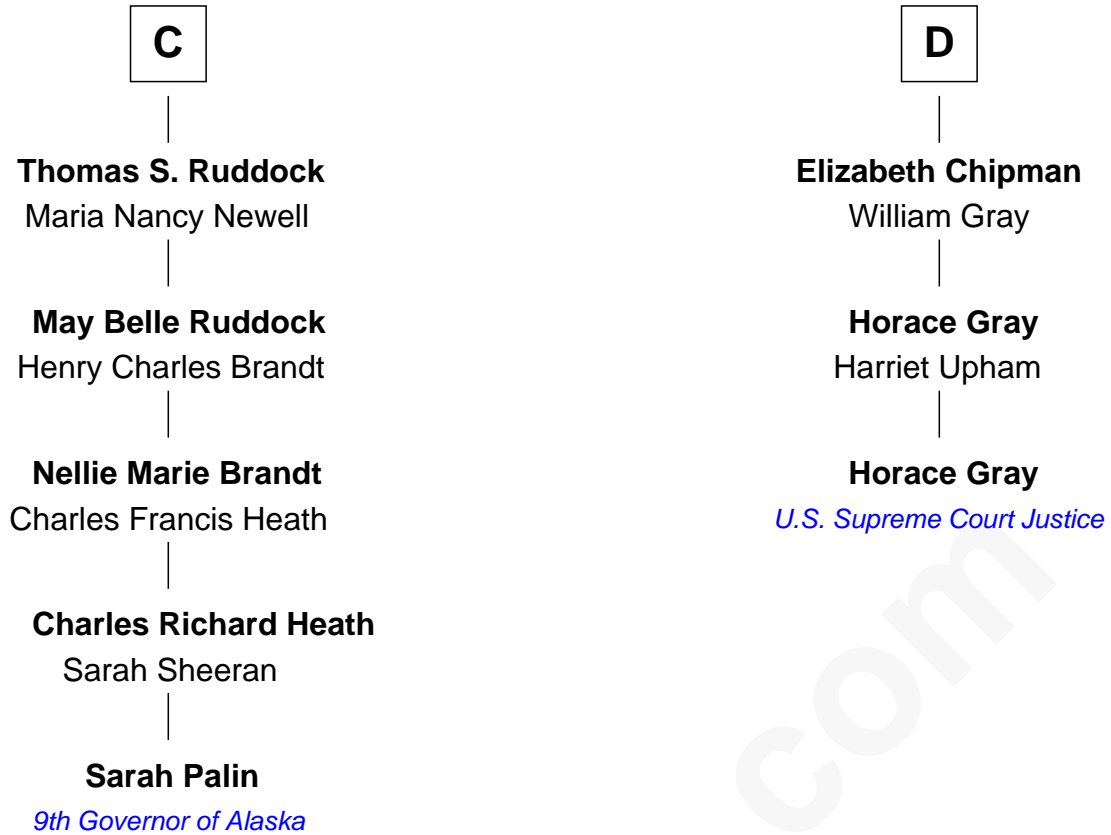 C
Thomas S. Ruddock
Maria Nancy Newell
May Belle Ruddock
Henry Charles Brandt
Nellie Marie Brandt
Charles Francis Heath
Charles Richard Heath
Sarah Sheeran
Sarah Palin
9th Governor of Alaska
D
Elizabeth Chipman
William Gray
Horace Gray
Harriet Upham
Horace Gray
U.S. Supreme Court Justice
com